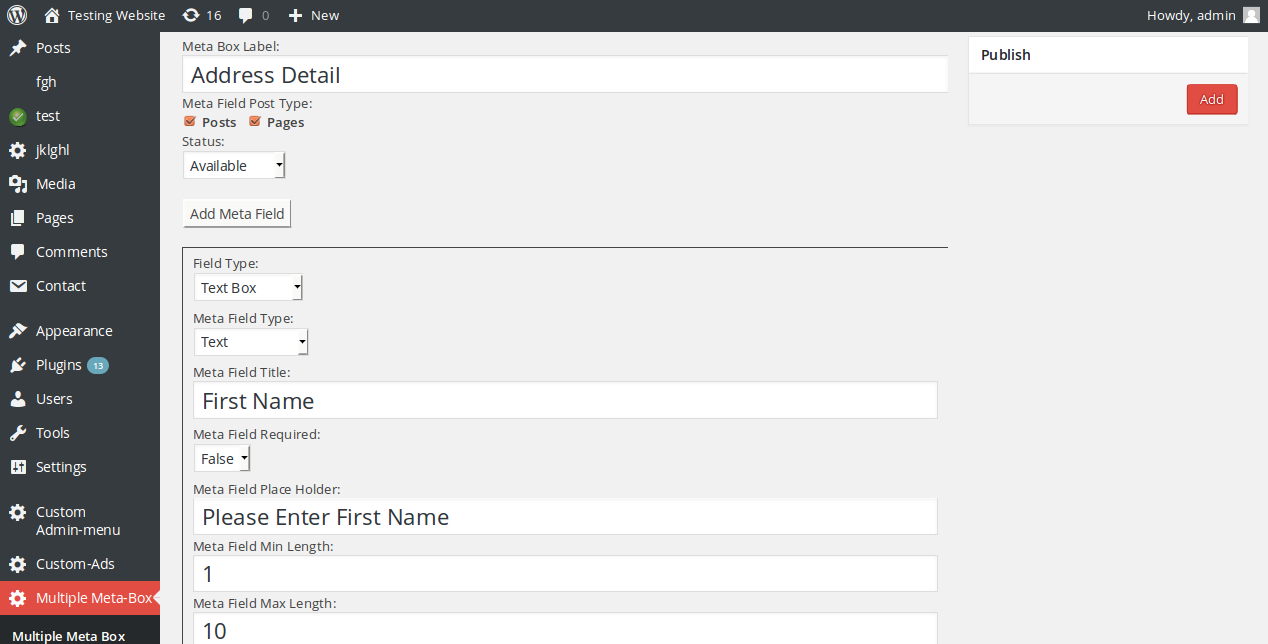 Testing Website 16 0 New Howdy, admin
Posts
fgh
test
jklghl
Media
Pages
Comments
Contact
Appearance
Plugins 13
Users
Tools
Settings
Custom
Admin-menu
Custom-Ads
Multiple Meta-Box
Multiple Meta Box
Meta Box Label:
Address Detail
Meta Field Post Type:
Posts Pages
Status:
Available
Add Meta Field
Field Type:
Text Box
Meta Field Type:
Text
Meta Field Title:
First Name
Meta Field Required:
False
Meta Field Place Holder:
Please Enter First Name
Meta Field Min Length:
1
Meta Field Max Length:
10
Publish
Add